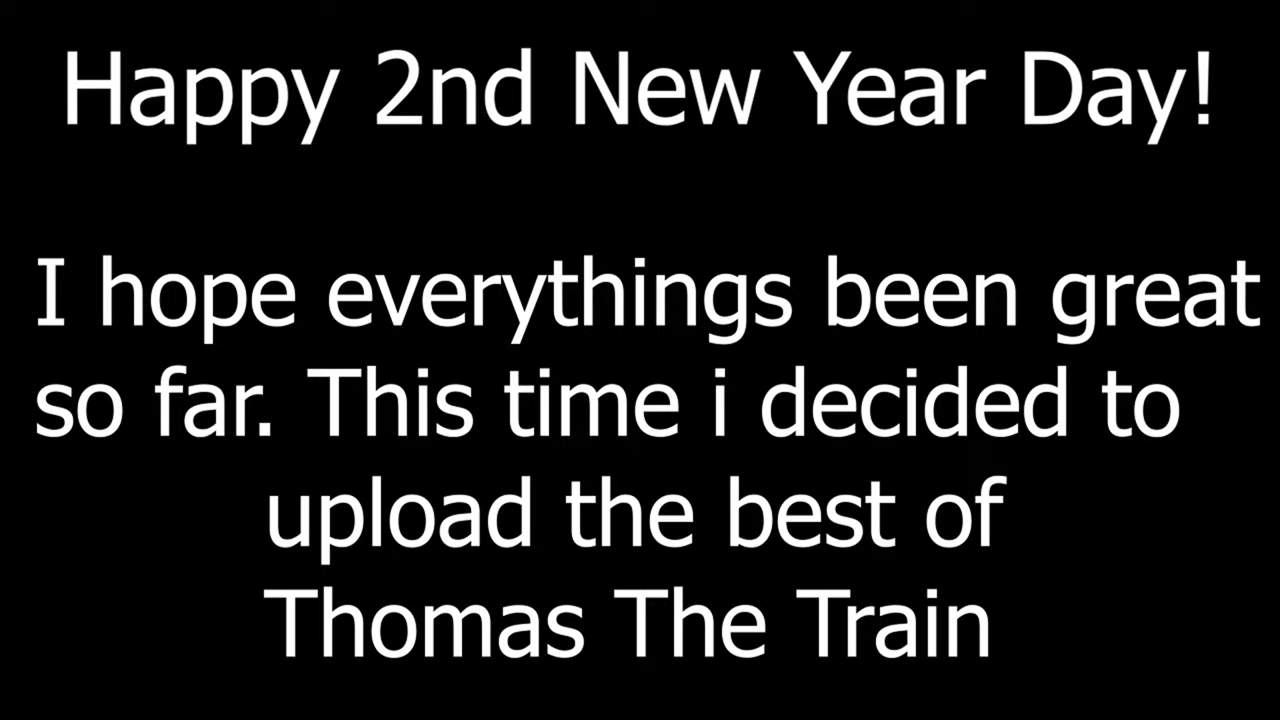 Happy 2nd New Year Day!
I hope everythings been great
so far. This time i decided to
upload the best of
Thomas The Train